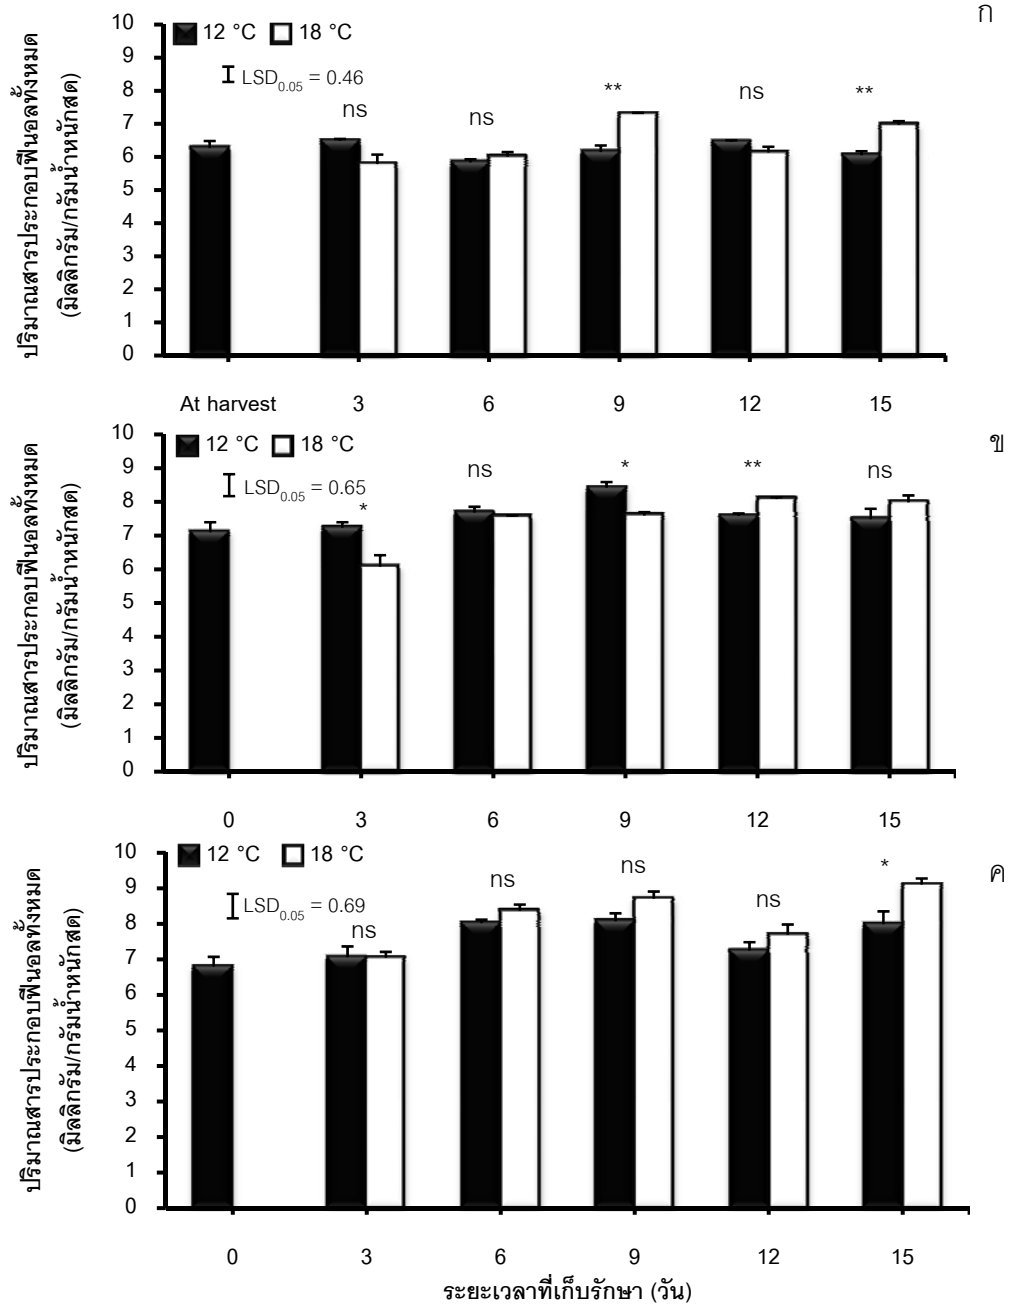 ก
ปริมาณสารประกอบฟีนอลทั้งหมด
(มิลลิกรัม/กรัมน้ำหนักสด)
10
9
8
7
6
5
4
3
2
1
0
12 °C 18 °C
LSD0.05 = 0.46
ns
ns
**
ns
**
At harvest 3 6 9 12 15
ข
ปริมาณสารประกอบฟีนอลทั้งหมด
(มิลลิกรัม/กรัมน้ำหนักสด)
10
9
8
7
6
5
4
3
2
1
0
12 °C 18 °C
LSD0.05 = 0.65
*
ns
*
**
ns
0 3 6 9 12 15
ค
ปริมาณสารประกอบฟีนอลทั้งหมด
(มิลลิกรัม/กรัมน้ำหนักสด)
10
9
8
7
6
5
4
3
2
1
0
12 °C 18 °C
LSD0.05 = 0.69
ns
ns
ns
ns
*
0 3 6 9 12 15
ระยะเวลาที่เก็บรักษา (วัน)